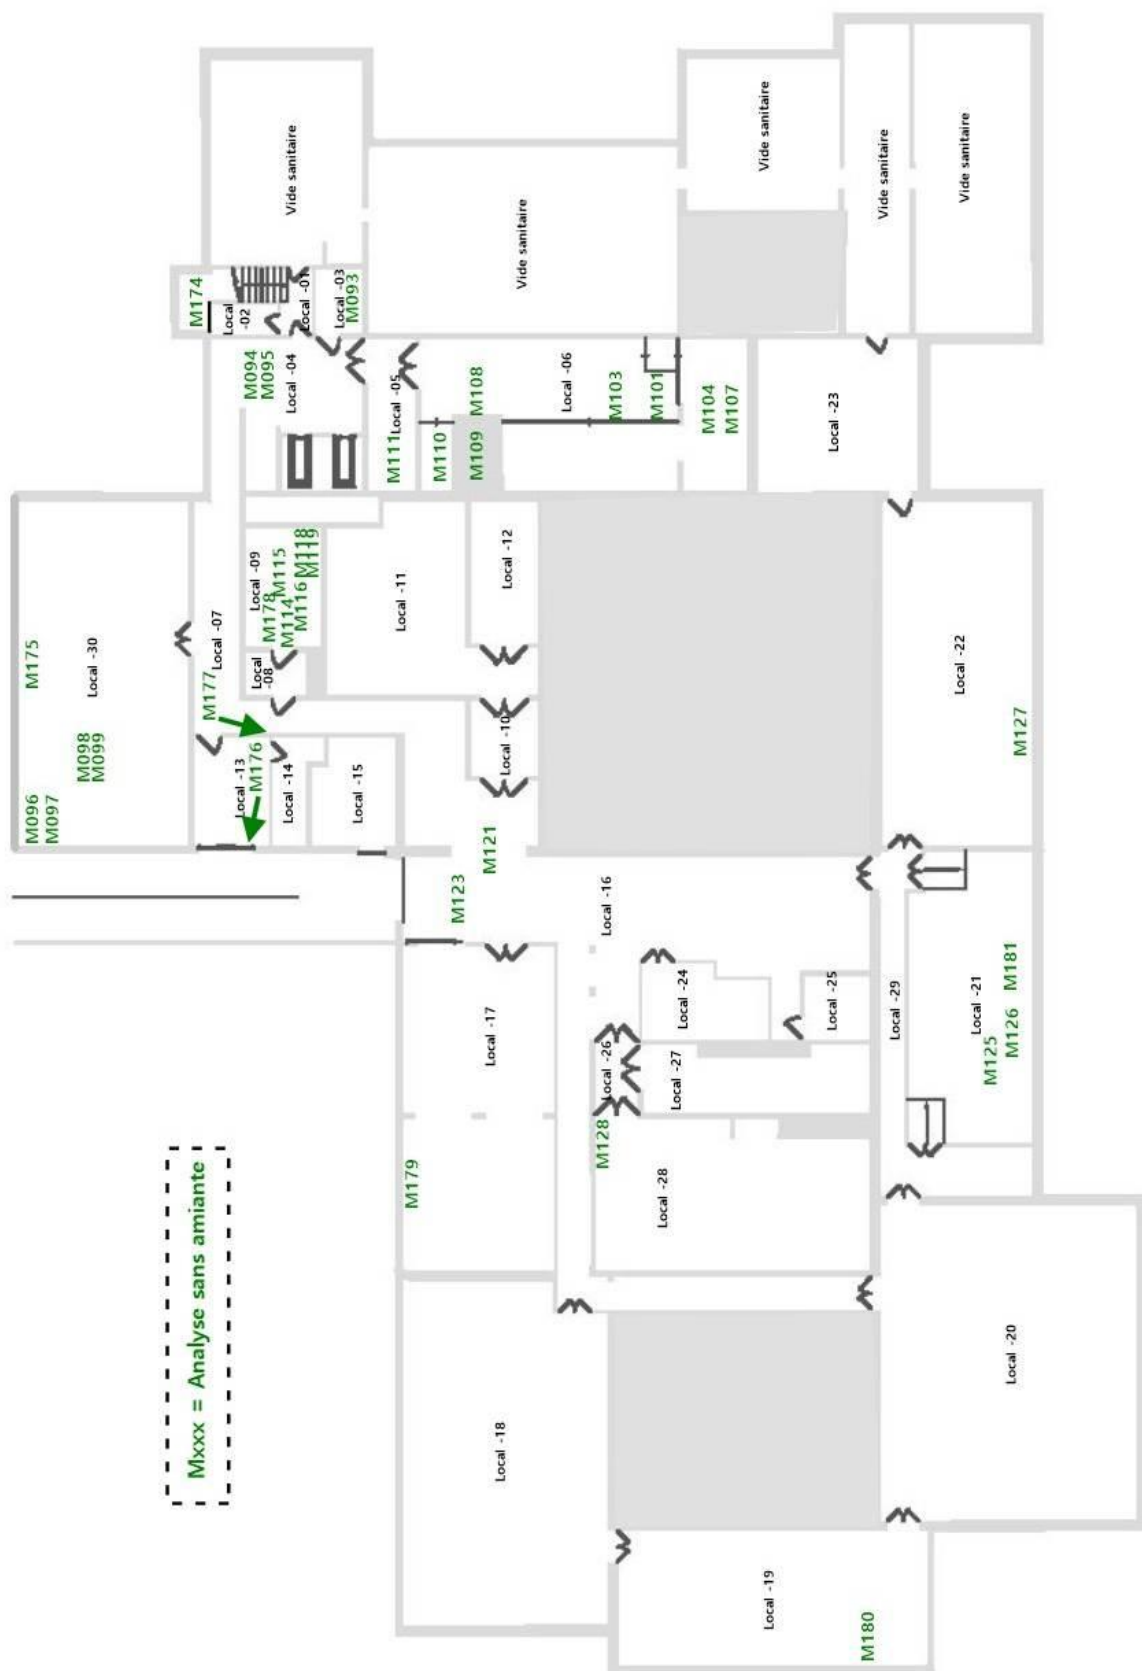 Mxxx = Analyse sans amiante
M096
M097
M098
M099
M175
Local -30
M177
Local -07
Local -13
M176
Local -14
Local -15
Local
-08
Local -09
M178
M114
M115
M116
M118
M119
Local -11
Local -12
Local -10
M121
M123
M174
Local
-02
Local -01
Local -03
M093
M094
M095
Local -04
Local -05
M111
M110
M109
M108
Local -06
M103
M101
M104
M107
Local -23
Vide sanitaire
Vide sanitaire
Vide sanitaire
Vide sanitaire
Vide sanitaire
Local -22
M127
Local -16
Local -17
M179
Local -24
Local -25
Local -26
Local -27
M128
Local -28
Local -29
Local -21
M125
M126
M181
Local -18
Local -19
M180
Local -20